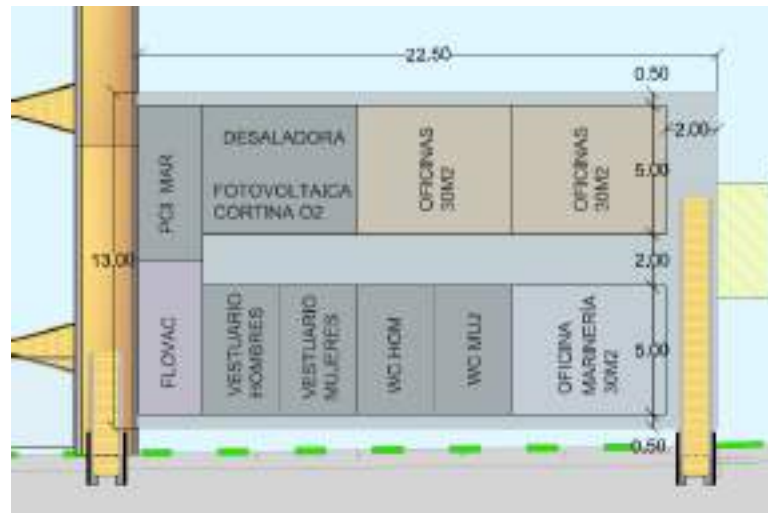 22.50
0.50
2.00
DESALADORA
FOTOVOLTAICA
CORTINA O2
PCI MAR
OFICINAS
30M2
OFICINAS
30M2
5.00
13.00
2.00
FLOVAC
VESTUARIO
HOMBRES
VESTUARIO
MUJERES
WC HOM
WC MUJ
OFICINA
MARINERÍA
30M2
5.00
0.50